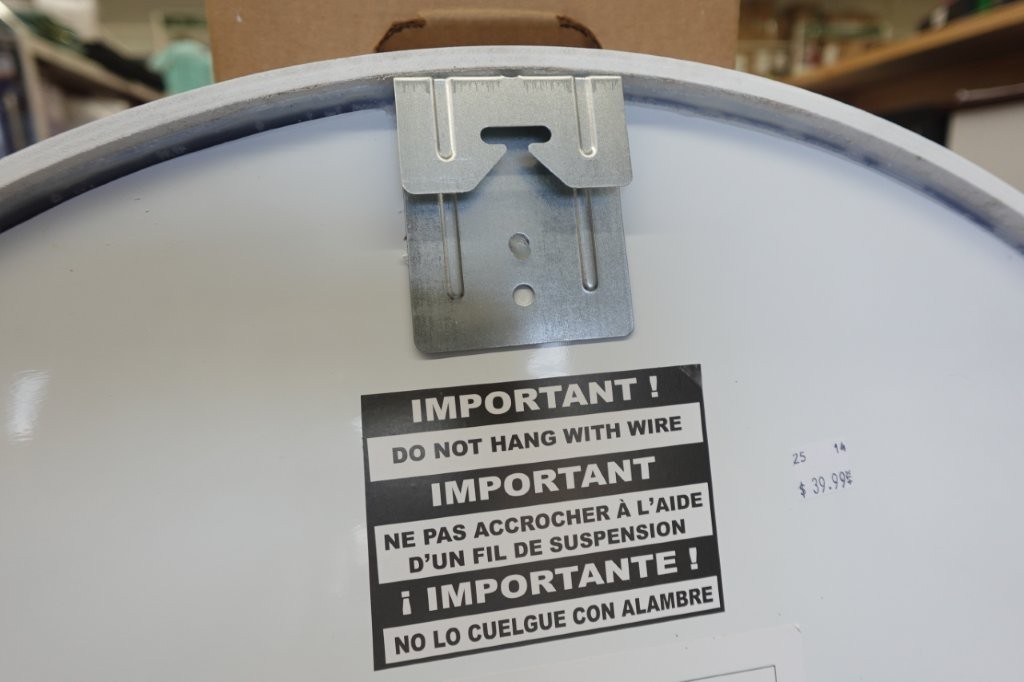 IMPORTANT !
DO NOT HANG WITH WIRE
IMPORTANT
NE PAS ACCROCHER À L'AIDE
D'UN FIL DE SUSPENSION
¡ IMPORTANTE !
NO LO CUELGUE CON ALAMBRE
25 14
$ 39.99